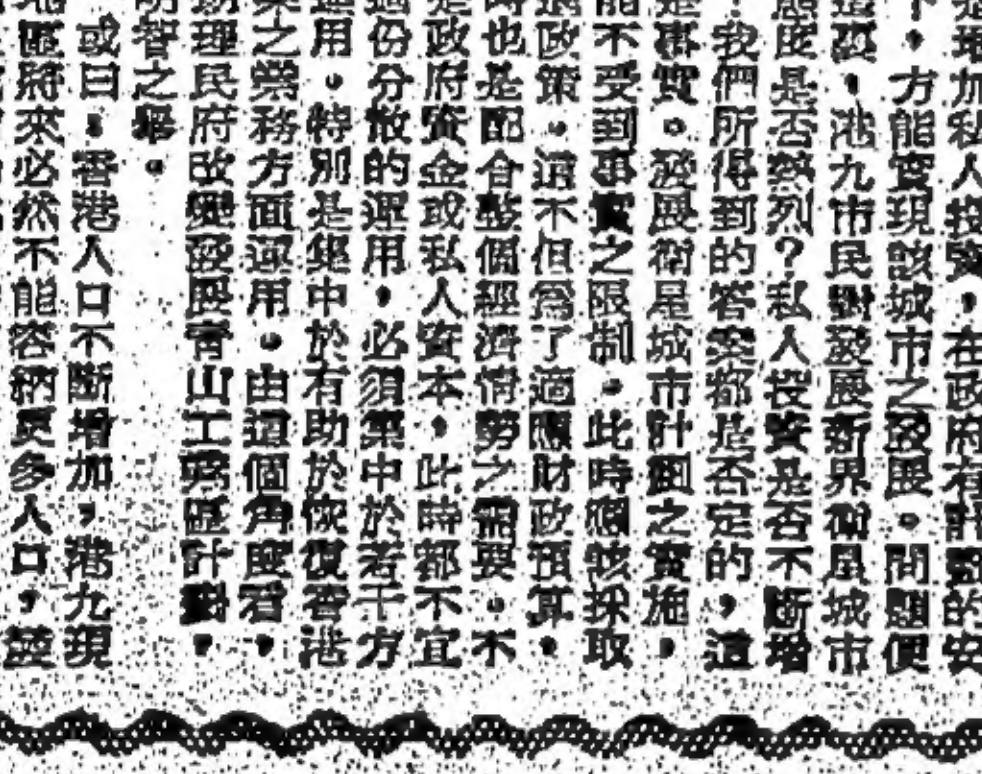 是增加私人投資，在政府有計劃的安
下，方能實現該城市之發展。問題便
這裏，港九市民對發展新界衛星城市
態度是否熱烈？私人投資是否不斷增
？我們所得到的答案都是否定的，這
是事實。發展衛星城市計劃之實施，
能不受到事實之限制。此時應該採取
退政策。這不但爲了適應財政預算，
時也是配合整個經濟情勢之需要。不
是政府資金或私人資本，此時都不宜
過份分散的運用，必須集中於若干方
運用。特別是集中於有助於恢復香港
業之業務方面運用。由這個角度看，
助理民府改變發展青山工業區計劃，
明智之舉。
或曰：香港人口不斷增加，港九現
地區將來必然不能容納更多人口，發